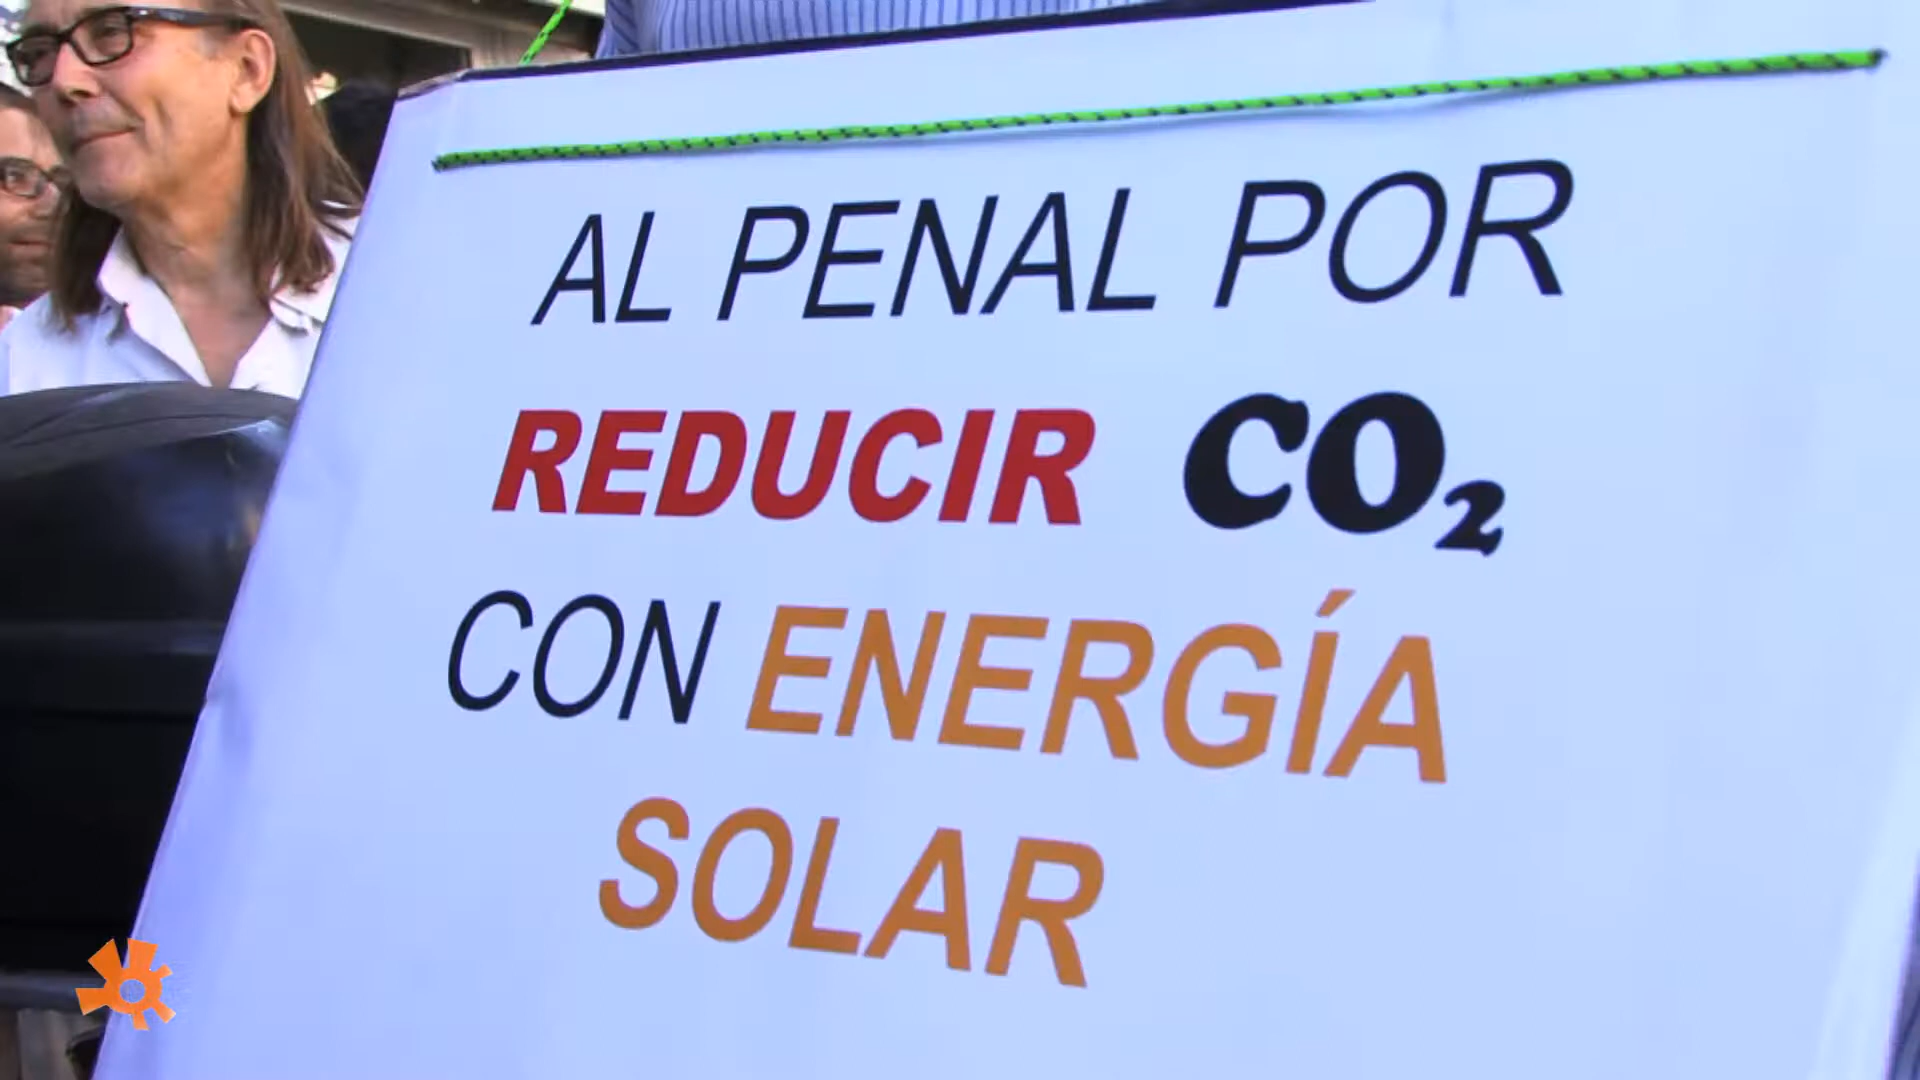 AL PENAL POR
REDUCIR CO₂
CON ENERGÍA
SOLAR